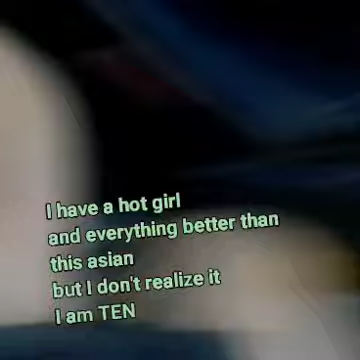 I have a hot girl
and everything better than
this asian
but I don't realize it
I am TEN